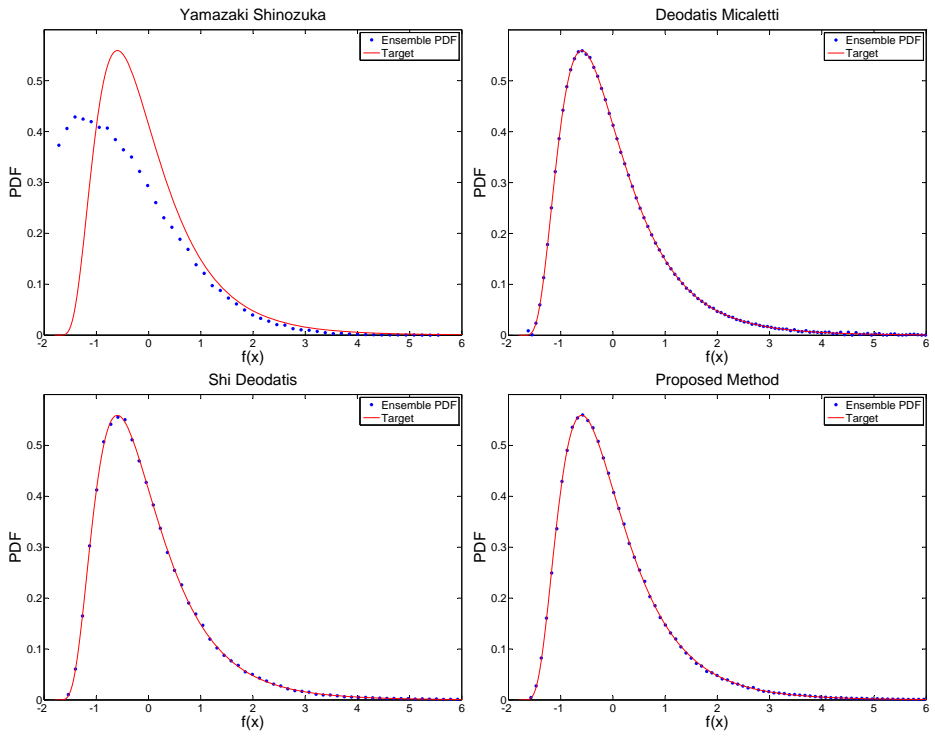 Yamazaki Shinozuka
Ensemble PDF
Target
PDF
0.5
0.4
0.3
0.2
0.1
0
-2 -1 0 1 2 3 4 5 6
f(x)
Deodatis Micaletti
Ensemble PDF
Target
PDF
0.5
0.4
0.3
0.2
0.1
0
-2 -1 0 1 2 3 4 5 6
f(x)
Shi Deodatis
Ensemble PDF
Target
PDF
0.5
0.4
0.3
0.2
0.1
0
-2 -1 0 1 2 3 4 5 6
f(x)
Proposed Method
Ensemble PDF
Target
PDF
0.5
0.4
0.3
0.2
0.1
0
-2 -1 0 1 2 3 4 5 6
f(x)